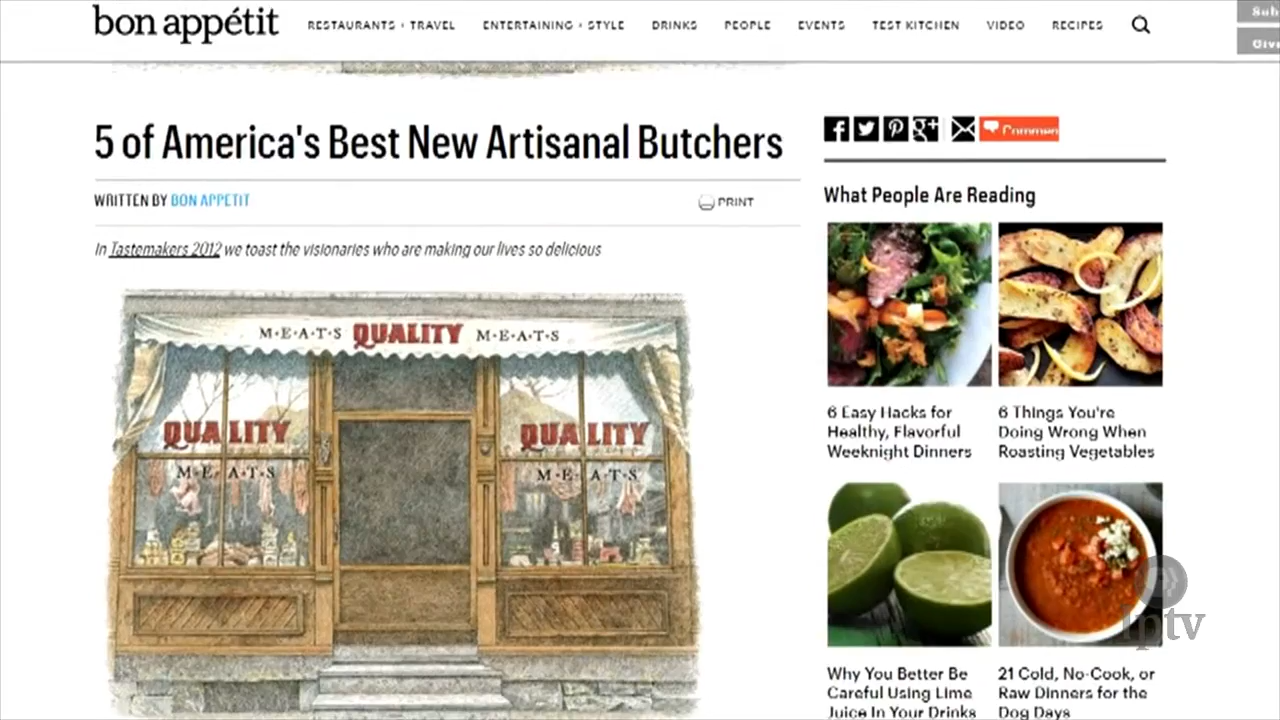 bon appétit
RESTAURANTS + TRAVEL
ENTERTAINING + STYLE
DRINKS
PEOPLE
EVENTS
TEST KITCHEN
VIDEO
RECIPES
5 of America's Best New Artisanal Butchers
WRITTEN BY BON APPETIT
PRINT
In Tastemakers 2012 we toast the visionaries who are making our lives so delicious
M•E•A•T•S QUALITY M•E•A•T•S
QUALITY
M•E•A•T•S
QUALITY
M•E•A•T•S
What People Are Reading
6 Easy Hacks for
Healthy, Flavorful
Weeknight Dinners
6 Things You're
Doing Wrong When
Roasting Vegetables
Why You Better Be
Careful Using Lime
Juice In Your Drinks
21 Cold, No-Cook, or
Raw Dinners for the
Dog Days
iptv